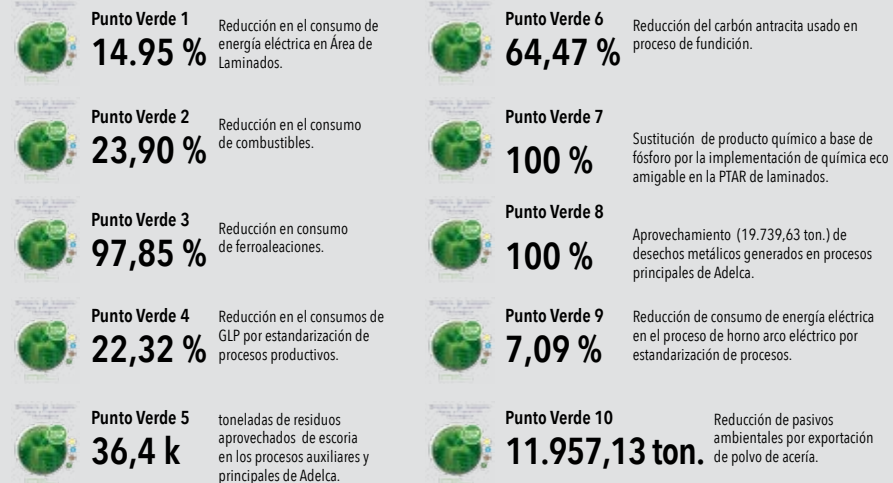 Punto Verde 1
14.95 %
Reducción en el consumo de
energía eléctrica en Área de
Laminados.
Punto Verde 2
23,90 %
Reducción en el consumo
de combustibles.
Punto Verde 3
97,85 %
Reducción en consumo
de ferroaleaciones.
Punto Verde 4
22,32 %
Reducción en el consumos de
GLP por estandarización de
procesos productivos.
Punto Verde 5
36,4 k
toneladas de residuos
aprovechados de escoria
en los procesos auxiliares y
principales de Adelca.
Punto Verde 6
64,47 %
Reducción del carbón antracita usado en
proceso de fundición.
Punto Verde 7
100 %
Sustitución de producto químico a base de
fósforo por la implementación de química eco
amigable en la PTAR de laminados.
Punto Verde 8
100 %
Aprovechamiento (19.739,63 ton.) de
desechos metálicos generados en procesos
principales de Adelca.
Punto Verde 9
7,09 %
Reducción de consumo de energía eléctrica
en el proceso de horno arco eléctrico por
estandarización de procesos.
Punto Verde 10
11.957,13 ton.
Reducción de pasivos
ambientales por exportación
de polvo de acería.